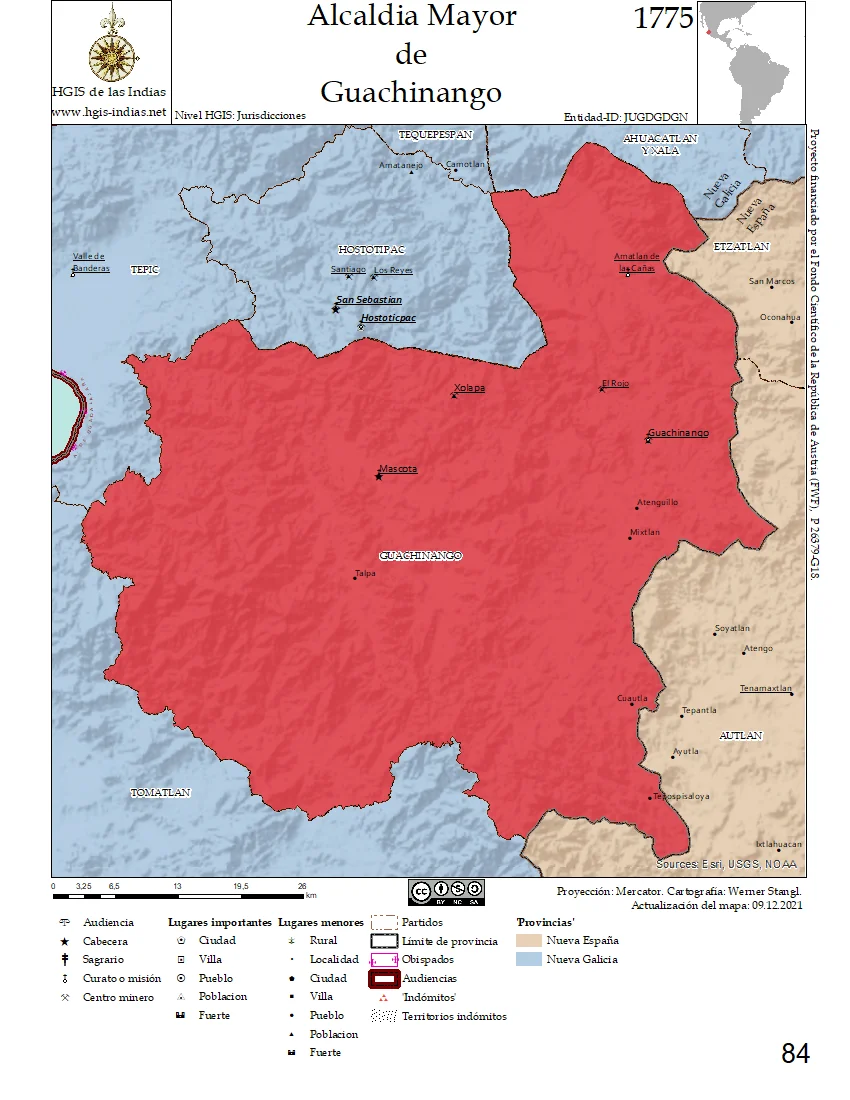 Alcaldia Mayor
de
Guachinango
1775
HGIS de las Indias
www.hgis-indias.net
Nivel HGIS: Jurisdicciones
Entidad-ID: JUGDGDGN
TEQUEPESPAN
AHUACATLAN
Y XALA
Amatanejo
Camotlan
Nueva
Galicia
Nueva
España
HOSTOTIPAC
ETZATLAN
Valle de
Banderas
TEPIC
Santiago
Los Reyes
Amatlan de
las Cañas
San Marcos
San Sebastian
Hostoticpac
Oconahua
Xolapa
El Rojo
Guachinango
Mascota
Atenguillo
Mixtlan
GUACHINANGO
Talpa
Soyatlan
Atengo
Tenamaxtlan
Cuautla
Tepantla
AUTLAN
Ayutla
TOMATLAN
Tepospisaloya
Ixtlahuacan
Sources: Esri, USGS, NOAA
Proyecto financiado por el Fondo Científico de la República de Austria (FWF), P 26379-G18.
0 3,25 6,5 13 19,5 26
km
CC BY NC SA
Proyección: Mercator. Cartografía: Werner Stangl.
Actualización del mapa: 09.12.2021
Audiencia
Cabecera
Sagrario
Curato o misión
Centro minero
Lugares importantes
Ciudad
Villa
Pueblo
Poblacion
Fuerte
Lugares menores
Rural
Localidad
Ciudad
Villa
Pueblo
Poblacion
Fuerte
Partidos
Límite de provincia
Obispados
Audiencias
'Indómitos'
Territorios indómitos
'Provincias'
Nueva España
Nueva Galicia
84